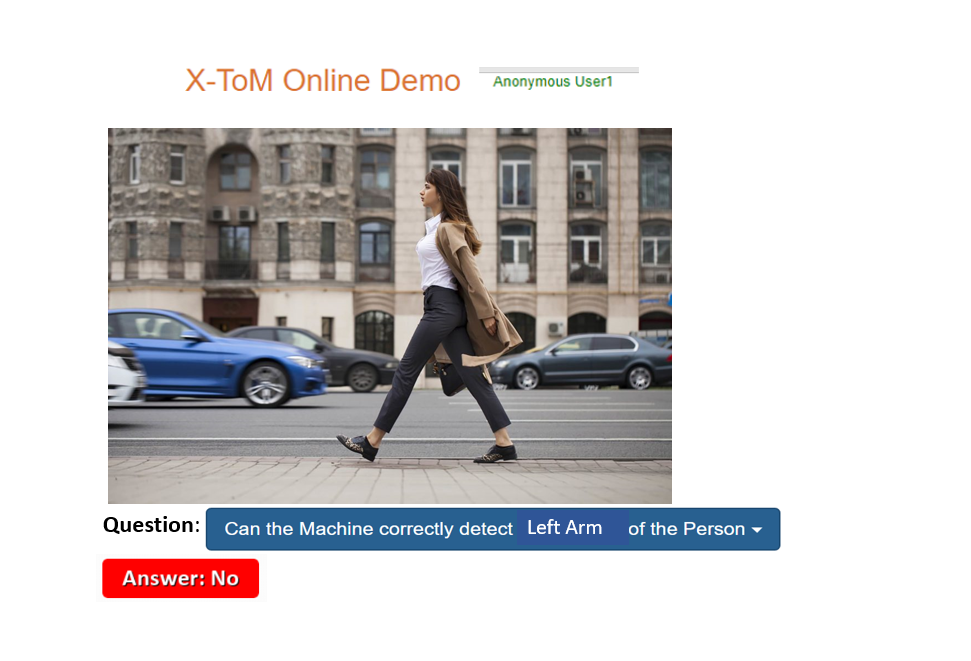 X-ToM Online Demo
Anonymous User1
Question: Can the Machine correctly detect Left Arm of the Person
Answer: No